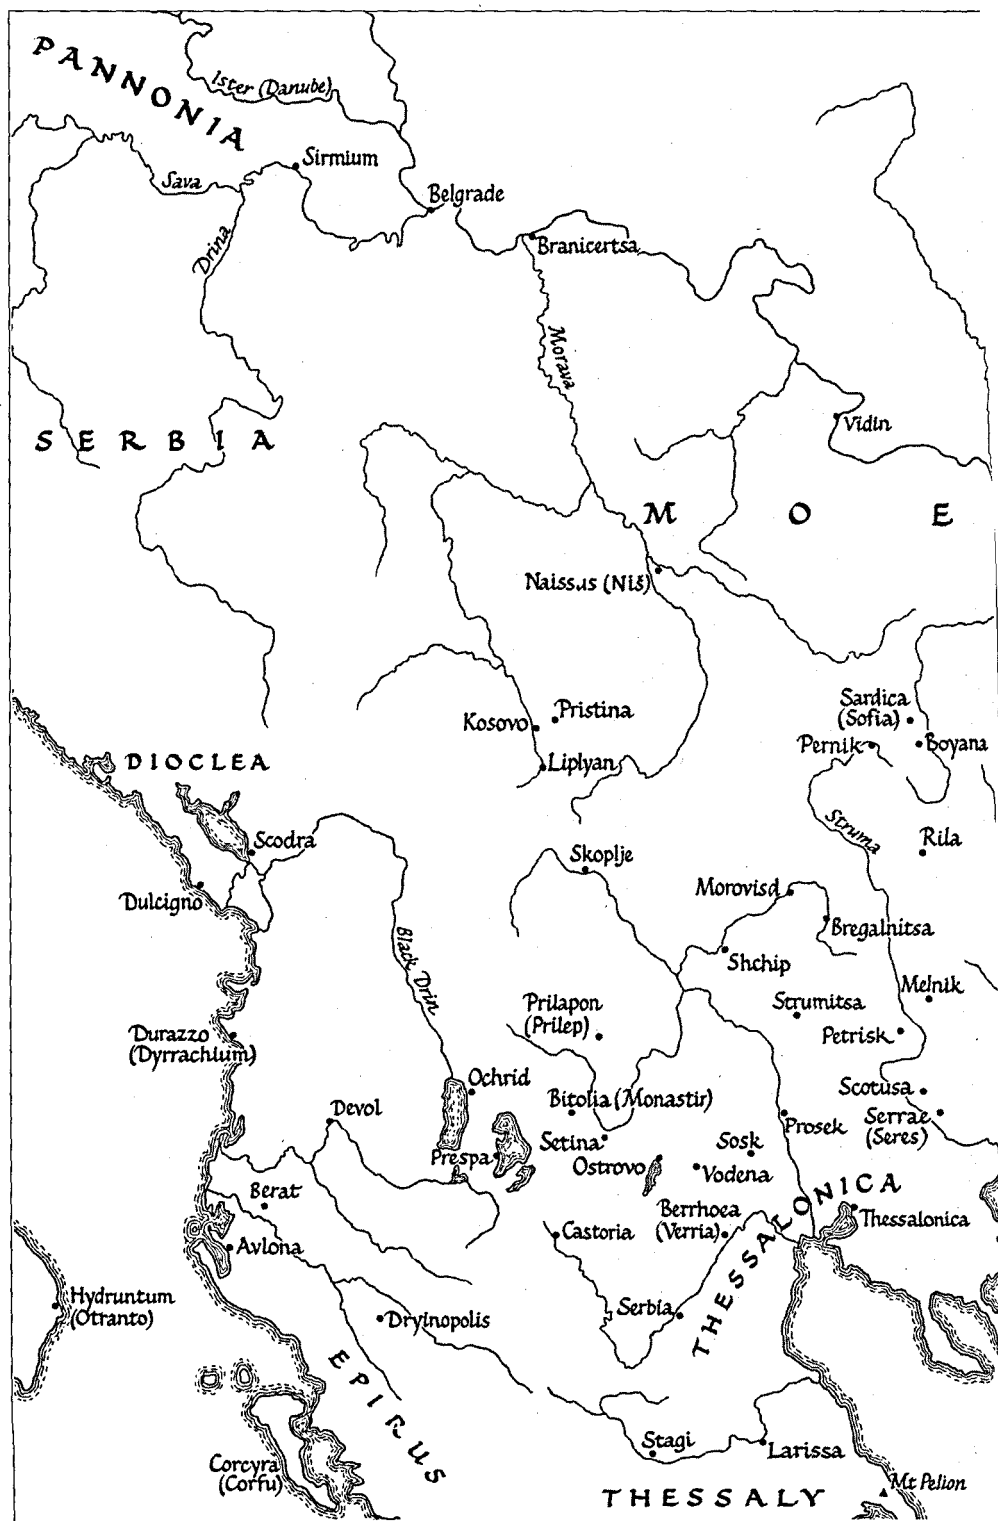 PANNONIA
Ister (Danube)
Sirmium
Sava
Belgrade
Drina
Branicertsa
Morava
Vidin
SERBIA
M O E
Naissus (Niš)
Sardica
(Sofia)
Pristina
Kosovo
Pernik
Boyana
DIOCLEA
Liplyan
Struma
Scodra
Rila
Skoplje
Morovisd
Dulcigno
Bregalnitsa
Black Drin
Shchip
Melnik
Prilapon
(Prilep)
Strumitsa
Durazzo
(Dyrrachium)
Petrisk
Ochrid
Scotusa
Devol
Bitolia (Monastir)
Serrae
(Seres)
Prosek
Setina
Sosk
Prespa
Ostrovo
Vodena
Berat
THESSALONICA
Berrhoea
(Verria)
Thessalonica
Castoria
Avlona
Hydruntum
(Otranto)
Serbia
Dryinopolis
EPIRUS
Stagi
Larissa
Corcyra
(Corfu)
Mt Pelion
THESSALY